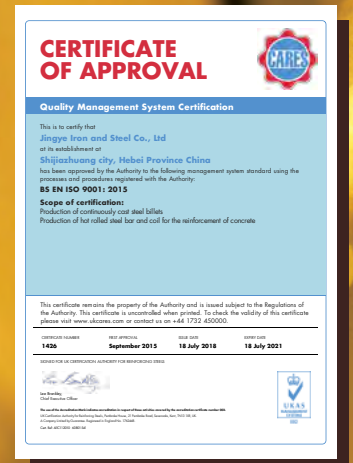 CERTIFICATE
OF APPROVAL
CARES
Quality Management System Certification
This is to certify that
Jingye Iron and Steel Co., Ltd
at its establishment at
Shijiazhuang city, Hebei Province China
has been approved by the Authority to the following management system standard using the
processes and procedures registered with the Authority:
BS EN ISO 9001: 2015
Scope of certification:
Production of continuously cast steel billets
Production of hot rolled steel bar and coil for the reinforcement of concrete
This certificate remains the property of the Authority and is issued subject to the Regulations of
the Authority. This certificate is uncontrolled when printed. To check the validity of this certificate
please visit www.ukcares.com or contact us on +44 1732 450000.
CERTIFICATE NUMBER FIRST APPROVAL ISSUE DATE EXPIRY DATE
1426 September 2015 18 July 2018 18 July 2021
SIGNED FOR UK CERTIFICATION AUTHORITY FOR REINFORCING STEELS:
Lee Brankley
Chief Executive Officer
UKAS
MANAGEMENT
SYSTEMS